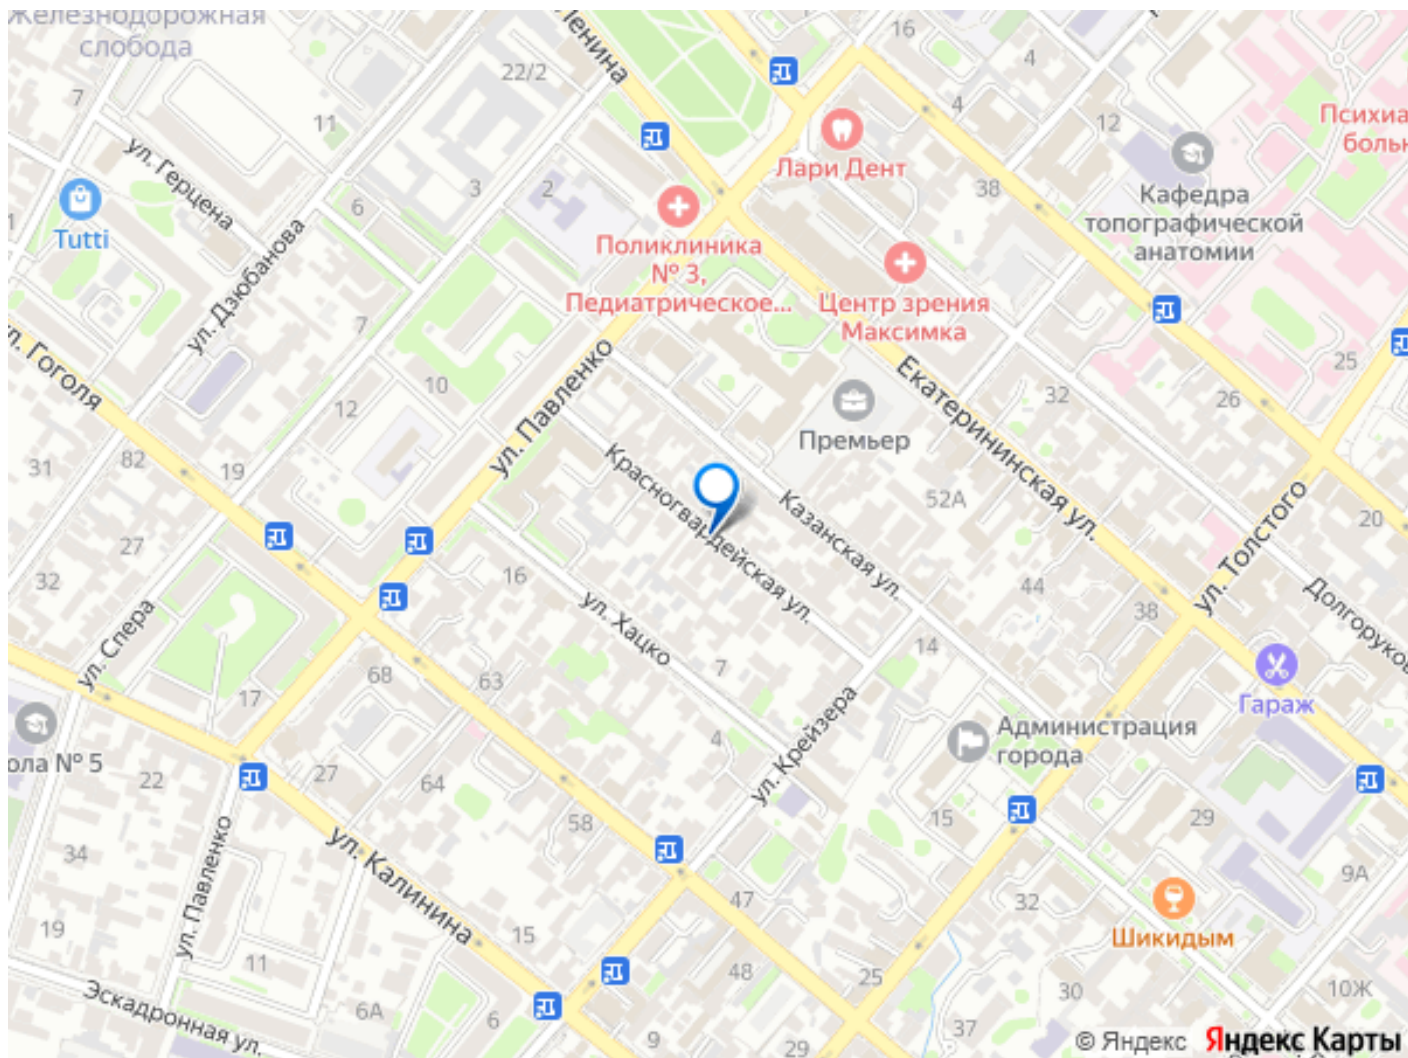 Железнодорожная
слобода
Ленина
16
4
22/2
7
11
4
12
Лари Дент
Кафедра
топографической
анатомии
ул. Герцена
Tutti
6
3
2
38
Поликлиника
№ 3,
Педиатрическое...
Центр зрения
Максимка
ул. Дзюбанова
7
ул. Гоголя
10
12
ул. Павленко
Екатерининская ул.
32
26
25
Премьер
31
82
19
Красногвардейская ул.
Казанская ул.
52А
27
32
16
44
38
20
ул. Толстого
Долгоруков
ул. Спера
ул. Хацко
7
14
17
68
63
4
ул. Крейзера
Гараж
Администрация
города
№ 5
22
27
64
58
15
29
34
ул. Павленко
ул. Калинина
9А
19
11
15
47
32
Шикидым
48
25
30
10Ж
Эскадронная ул.
6А
6
9
29
37
© Яндекс Яндекс Карты